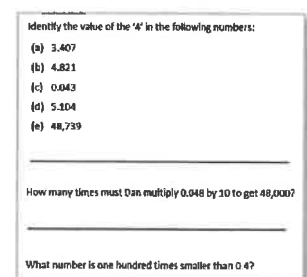 Identify the value of the '4' in the following numbers:
(a) 3.407
(b) 4.821
(c) 0.043
(d) 5.104
(e) 48,739
How many times must Dan multiply 0.048 by 10 to get 48,000?
What number is one hundred times smaller than 0.4?